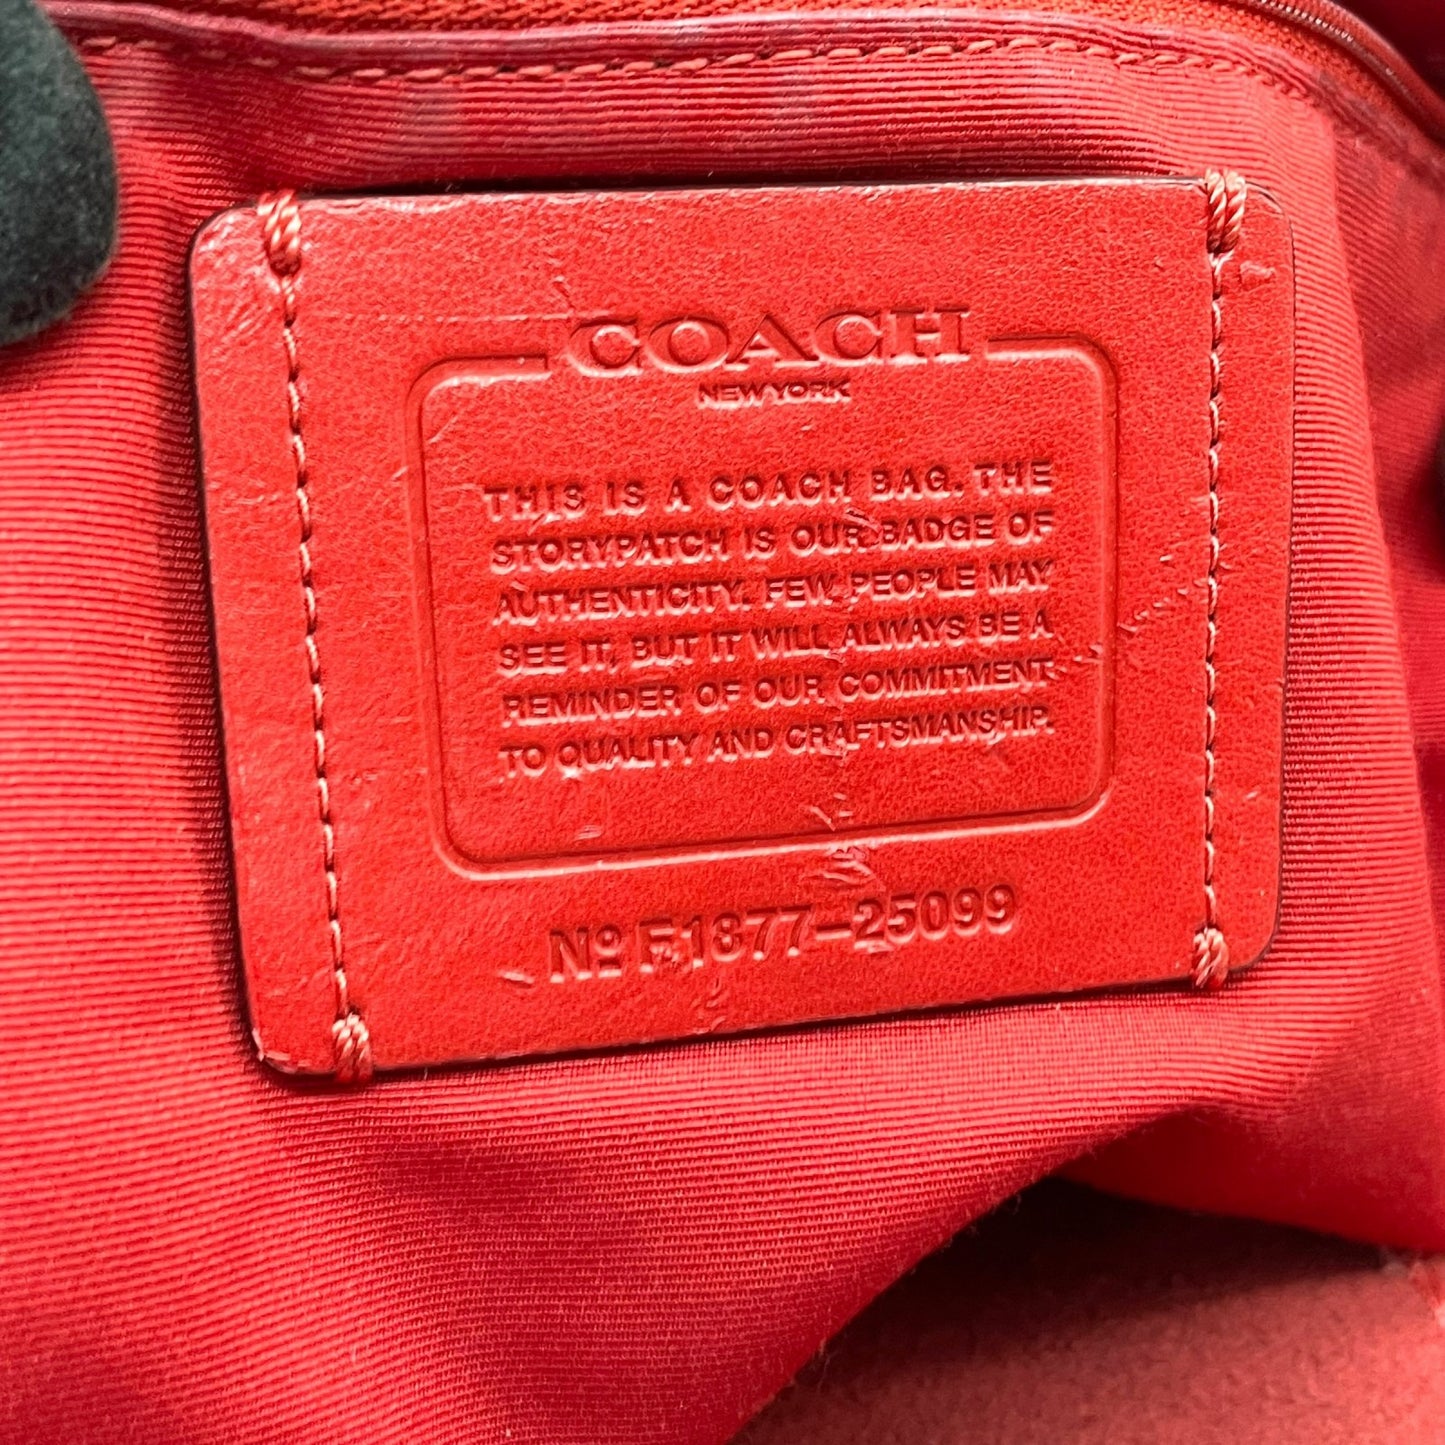 COACH
NEW YORK
THIS IS A COACH BAG. THE
STORYPATCH IS OUR BADGE OF
AUTHENTICITY. FEW PEOPLE MAY
SEE IT, BUT IT WILL ALWAYS BE A
REMINDER OF OUR COMMITMENT
TO QUALITY AND CRAFTSMANSHIP.
Nº F1877-25099